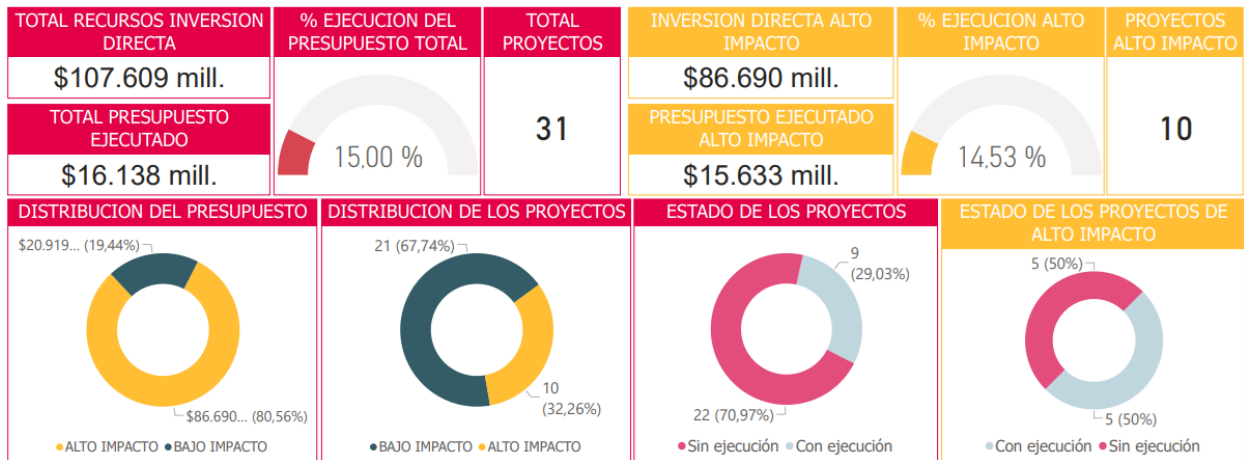 TOTAL RECURSOS INVERSION
DIRECTA
$107.609 mill.
TOTAL PRESUPUESTO
EJECUTADO
$16.138 mill.
% EJECUCION DEL
PRESUPUESTO TOTAL
15,00 %
TOTAL
PROYECTOS
31
INVERSION DIRECTA ALTO
IMPACTO
$86.690 mill.
PRESUPUESTO EJECUTADO
ALTO IMPACTO
$15.633 mill.
% EJECUCION ALTO
IMPACTO
14,53 %
PROYECTOS
ALTO IMPACTO
10
DISTRIBUCION DEL PRESUPUESTO
$20.919... (19,44%)
$86.690... (80,56%)
ALTO IMPACTO BAJO IMPACTO
DISTRIBUCION DE LOS PROYECTOS
21 (67,74%)
10
(32,26%)
BAJO IMPACTO ALTO IMPACTO
ESTADO DE LOS PROYECTOS
9
(29,03%)
22 (70,97%)
Sin ejecución Con ejecución
ESTADO DE LOS PROYECTOS DE
ALTO IMPACTO
5 (50%)
5 (50%)
Con ejecución Sin ejecución